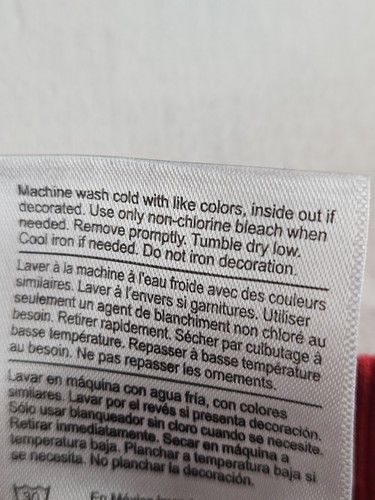 Machine wash cold with like colors, inside out if
decorated. Use only non-chlorine bleach when
needed. Remove promptly. Tumble dry low.
Cool iron if needed. Do not iron decoration.
Laver à la machine à l'eau froide avec des couleurs
similaires. Laver à l'envers si garnitures. Utiliser
seulement un agent de blanchiment non chloré au
besoin. Retirer rapidement. Sécher par culbutage à
basse température. Repasser à basse température
au besoin. Ne pas repasser les ornements.
Lavar en máquina con agua fría, con colores
similares. Lavar por el revés si presenta decoración.
Sólo usar blanqueador sin cloro cuando se necesite.
Retirar inmediatamente. Secar en máquina a
temperatura baja. Planchar a temperatura baja si
se necesita. No planchar la decoración.
30